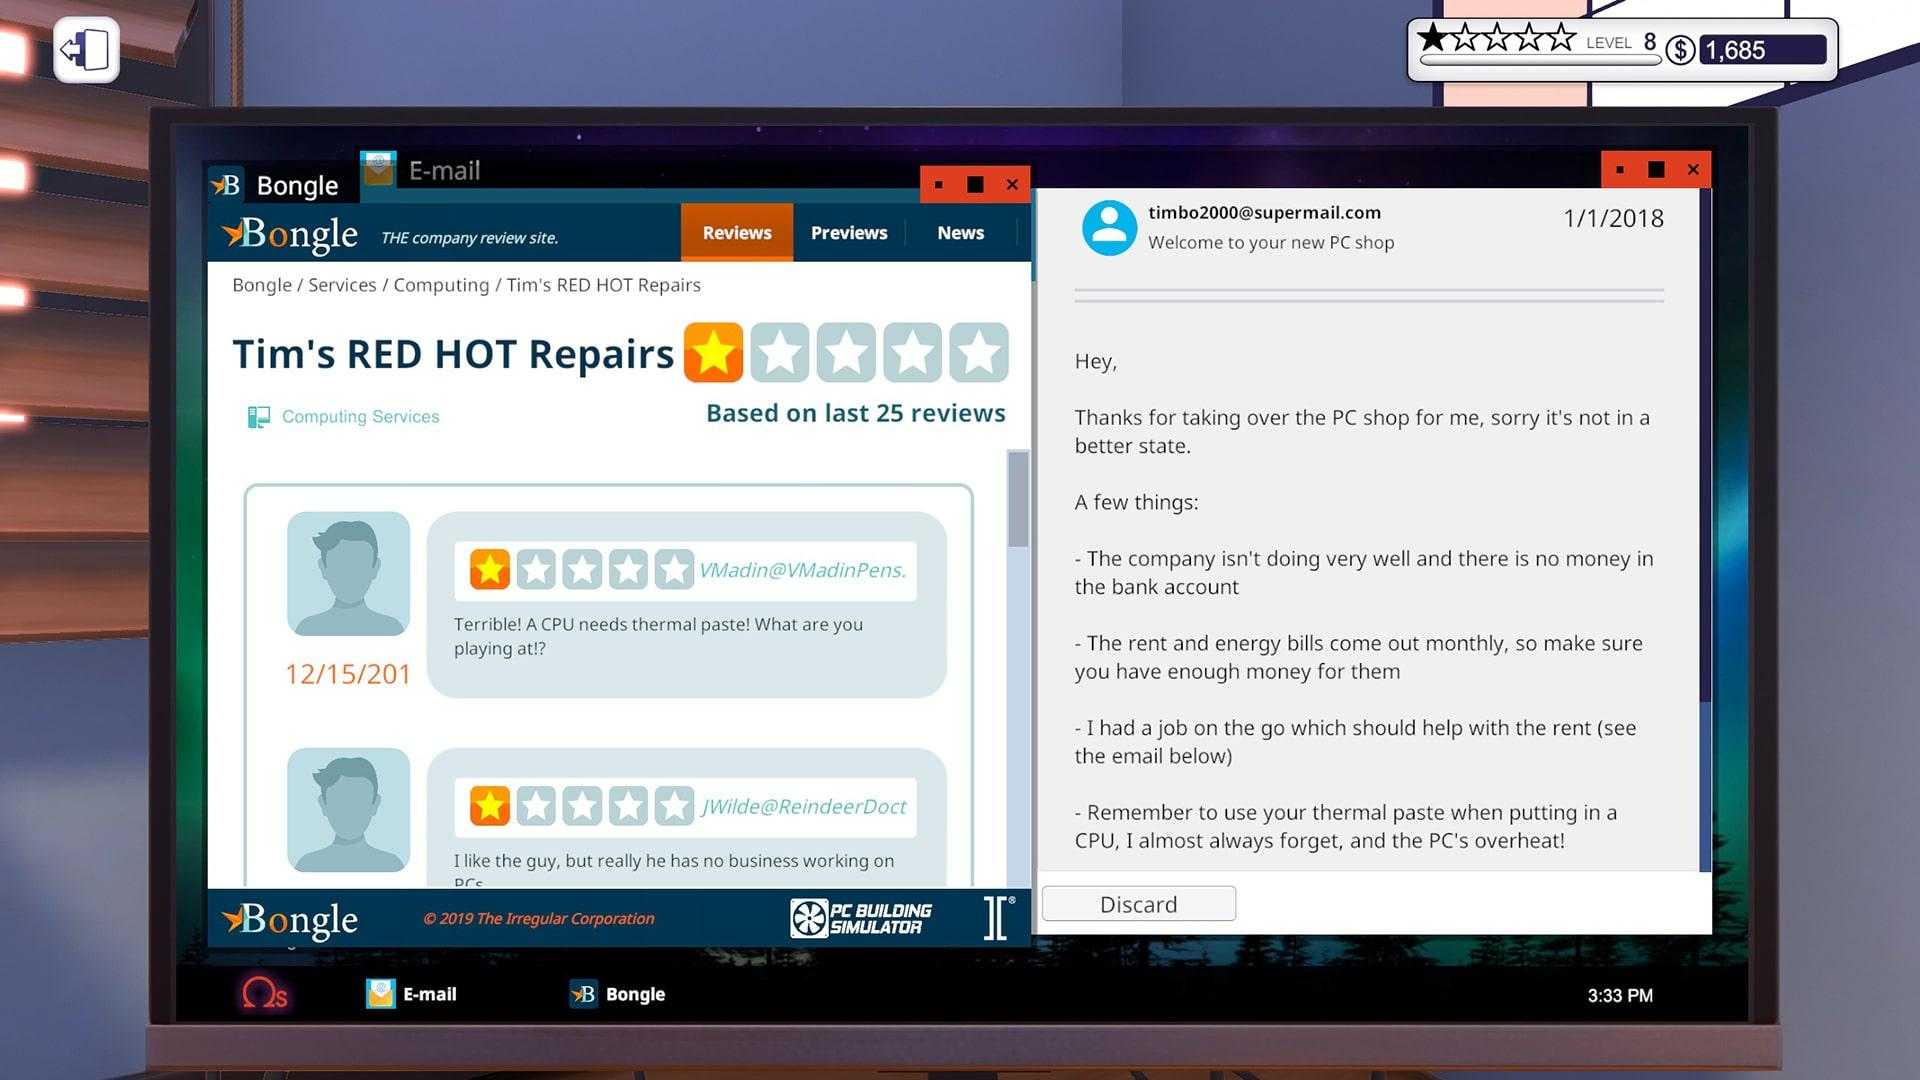 LEVEL 8 $ 1,685
E-mail
B Bongle
Bongle THE company review site.
Reviews Previews News
Bongle / Services / Computing / Tim's RED HOT Repairs
Tim's RED HOT Repairs
Computing Services
Based on last 25 reviews
VMadin@VMadinPens.
Terrible! A CPU needs thermal paste! What are you
playing at!?
12/15/201
JWilde@ReindeerDoct
I like the guy, but really he has no business working on
PCs
Bongle © 2019 The Irregular Corporation
PC BUILDING
SIMULATOR
timbo2000@supermail.com
1/1/2018
Welcome to your new PC shop
Hey,
Thanks for taking over the PC shop for me, sorry it's not in a
better state.
A few things:
- The company isn't doing very well and there is no money in
the bank account
- The rent and energy bills come out monthly, so make sure
you have enough money for them
- I had a job on the go which should help with the rent (see
the email below)
- Remember to use your thermal paste when putting in a
CPU, I almost always forget, and the PC's overheat!
Discard
Ωs E-mail B Bongle 3:33 PM